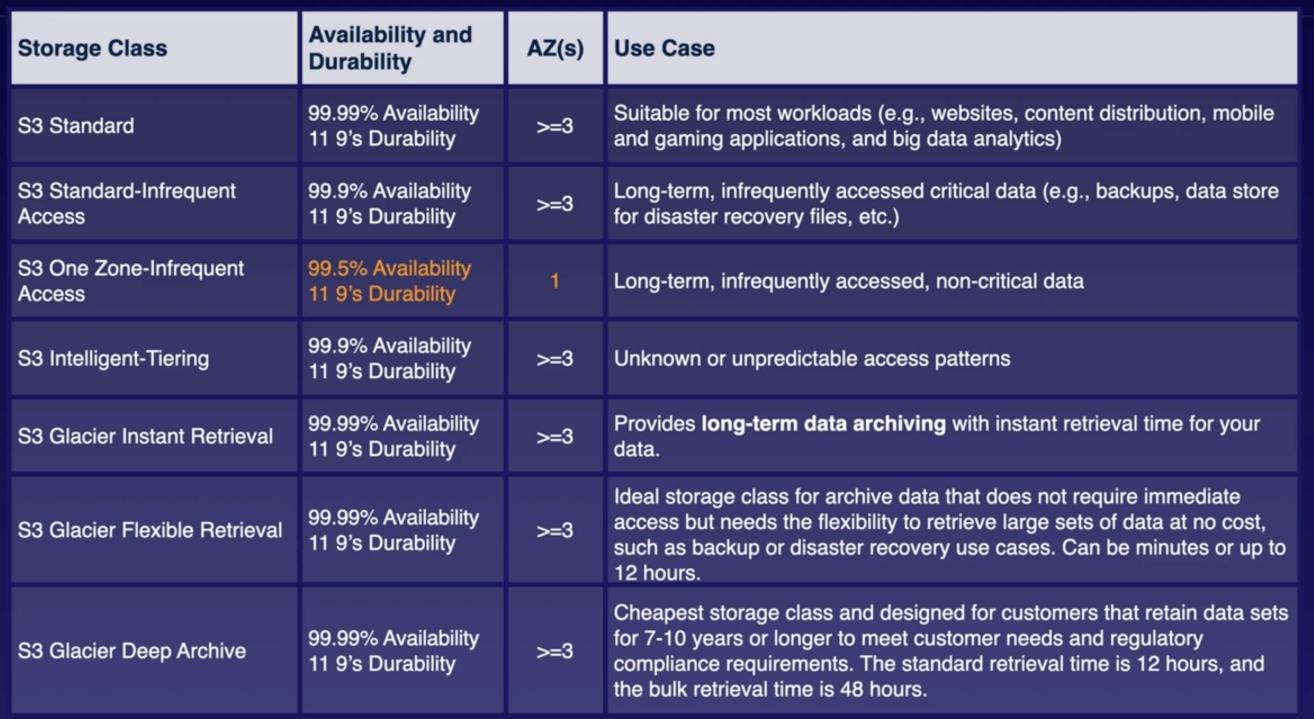 Storage Class
Availability and
Durability
AZ(s)
Use Case
S3 Standard
99.99% Availability
11 9's Durability
>=3
Suitable for most workloads (e.g., websites, content distribution, mobile
and gaming applications, and big data analytics)
S3 Standard-Infrequent
Access
99.9% Availability
11 9's Durability
>=3
Long-term, infrequently accessed critical data (e.g., backups, data store
for disaster recovery files, etc.)
S3 One Zone-Infrequent
Access
99.5% Availability
11 9's Durability
1
Long-term, infrequently accessed, non-critical data
S3 Intelligent-Tiering
99.9% Availability
11 9's Durability
>=3
Unknown or unpredictable access patterns
S3 Glacier Instant Retrieval
99.99% Availability
11 9's Durability
>=3
Provides long-term data archiving with instant retrieval time for your
data.
S3 Glacier Flexible Retrieval
99.99% Availability
11 9's Durability
>=3
Ideal storage class for archive data that does not require immediate
access but needs the flexibility to retrieve large sets of data at no cost,
such as backup or disaster recovery use cases. Can be minutes or up to
12 hours.
S3 Glacier Deep Archive
99.99% Availability
11 9's Durability
>=3
Cheapest storage class and designed for customers that retain data sets
for 7-10 years or longer to meet customer needs and regulatory
compliance requirements. The standard retrieval time is 12 hours, and
the bulk retrieval time is 48 hours.